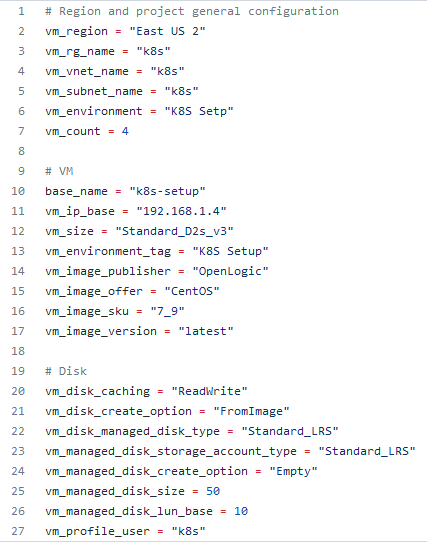 1 # Region and project general configuration
2 vm_region = "East US 2"
3 vm_rg_name = "k8s"
4 vm_vnet_name = "k8s"
5 vm_subnet_name = "k8s"
6 vm_environment = "K8S Setp"
7 vm_count = 4
8
9 # VM
10 base_name = "k8s-setup"
11 vm_ip_base = "192.168.1.4"
12 vm_size = "Standard_D2s_v3"
13 vm_environment_tag = "K8S Setup"
14 vm_image_publisher = "OpenLogic"
15 vm_image_offer = "CentOS"
16 vm_image_sku = "7_9"
17 vm_image_version = "latest"
18
19 # Disk
20 vm_disk_caching = "ReadWrite"
21 vm_disk_create_option = "FromImage"
22 vm_disk_managed_disk_type = "Standard_LRS"
23 vm_managed_disk_storage_account_type = "Standard_LRS"
24 vm_managed_disk_create_option = "Empty"
25 vm_managed_disk_size = 50
26 vm_managed_disk_lun_base = 10
27 vm_profile_user = "k8s"